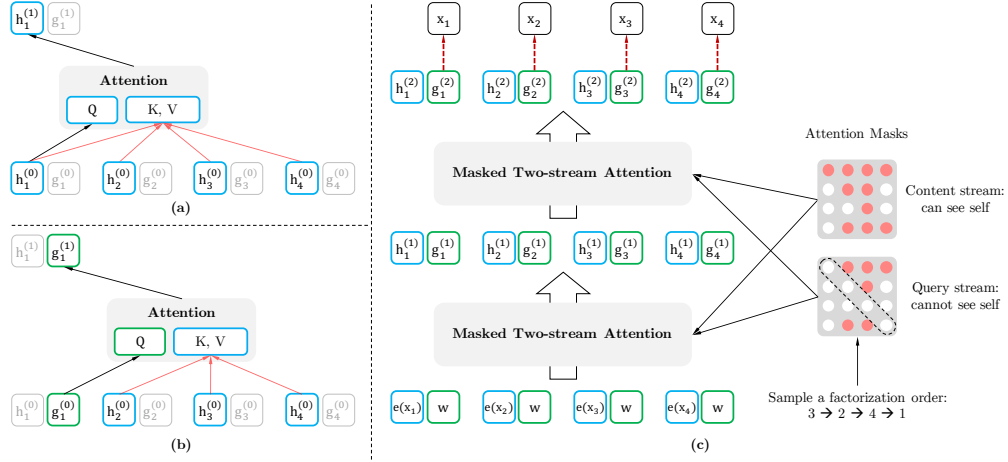 h₁⁽¹⁾ g₁⁽¹⁾
Attention
Q K, V
h₁⁽⁰⁾ g₁⁽⁰⁾ h₂⁽⁰⁾ g₂⁽⁰⁾ h₃⁽⁰⁾ g₃⁽⁰⁾ h₄⁽⁰⁾ g₄⁽⁰⁾
(a)
h₁⁽¹⁾ g₁⁽¹⁾
Attention
Q K, V
h₁⁽⁰⁾ g₁⁽⁰⁾ h₂⁽⁰⁾ g₂⁽⁰⁾ h₃⁽⁰⁾ g₃⁽⁰⁾ h₄⁽⁰⁾ g₄⁽⁰⁾
(b)
x₁ x₂ x₃ x₄
h₁⁽²⁾ g₁⁽²⁾ h₂⁽²⁾ g₂⁽²⁾ h₃⁽²⁾ g₃⁽²⁾ h₄⁽²⁾ g₄⁽²⁾
Masked Two-stream Attention
h₁⁽¹⁾ g₁⁽¹⁾ h₂⁽¹⁾ g₂⁽¹⁾ h₃⁽¹⁾ g₃⁽¹⁾ h₄⁽¹⁾ g₄⁽¹⁾
Masked Two-stream Attention
e(x₁) w e(x₂) w e(x₃) w e(x₄) w
(c)
Attention Masks
Content stream:
can see self
Query stream:
cannot see self
Sample a factorization order:
3 → 2 → 4 → 1